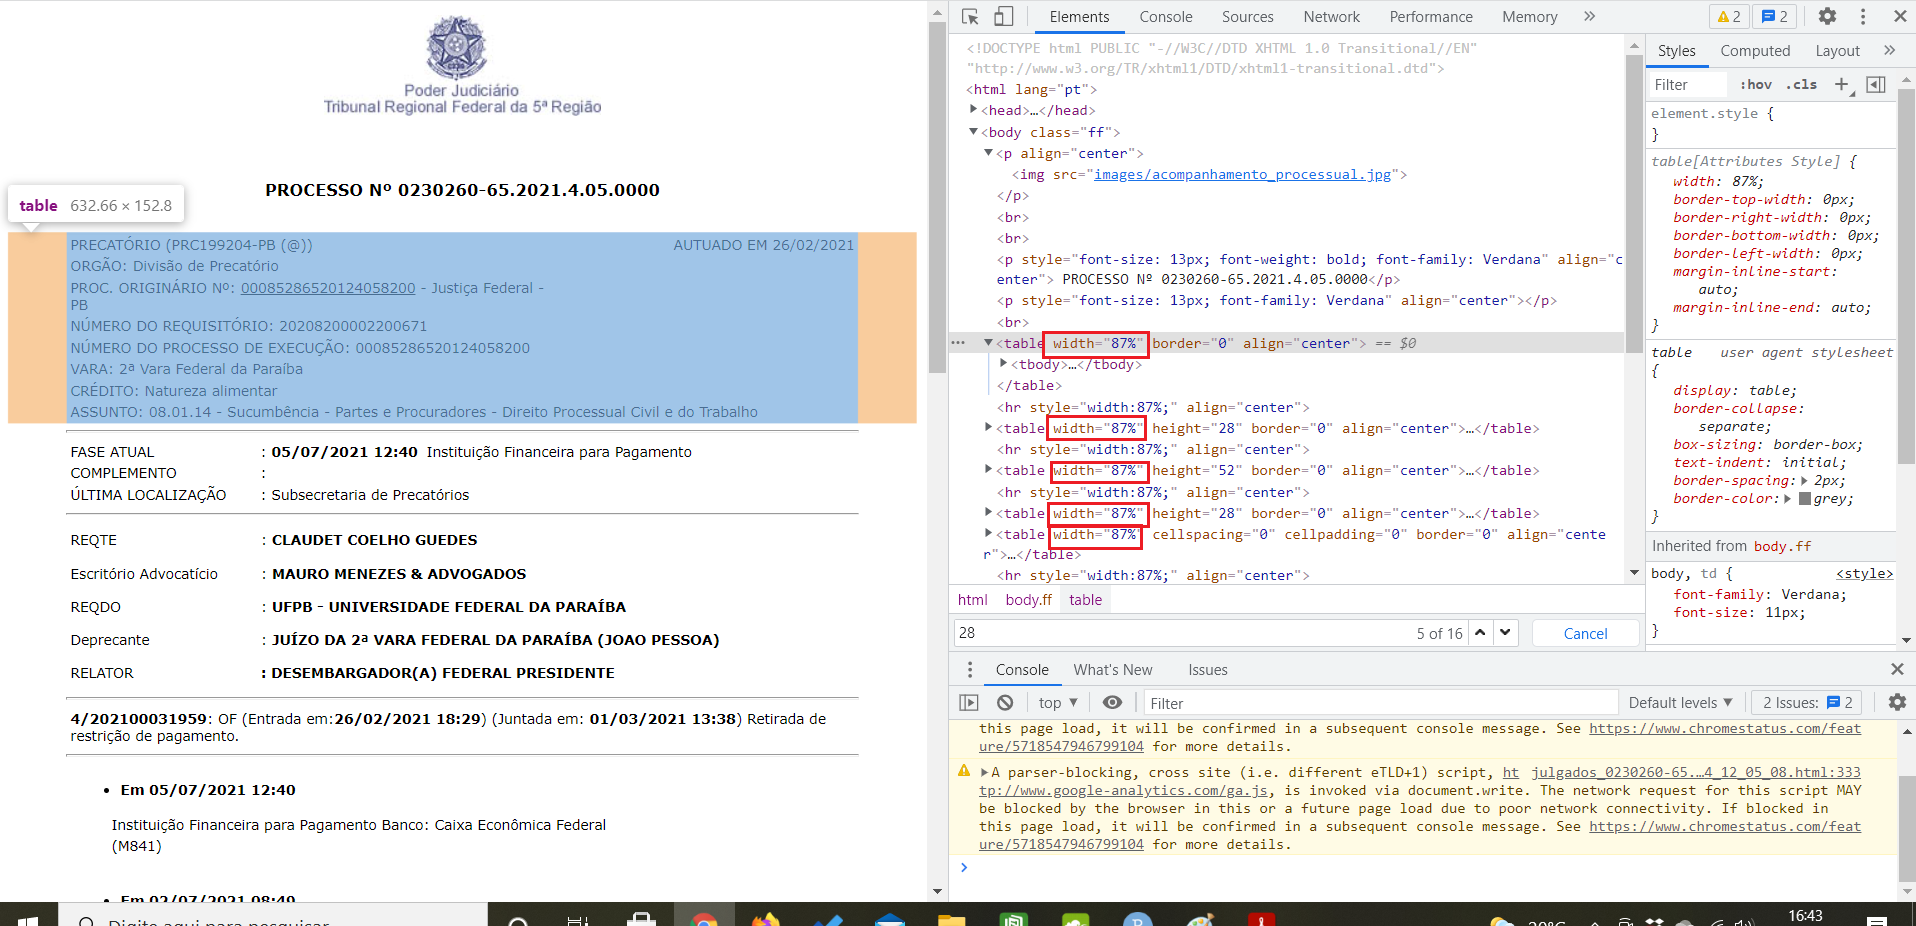 Poder Judiciário
Tribunal Regional Federal da 5ª Região
PROCESSO Nº 0230260-65.2021.4.05.0000
table 632.66 × 152.8
PRECATÓRIO (PRC199204-PB (@)) AUTUADO EM 26/02/2021
ORGÃO: Divisão de Precatório
PROC. ORIGINÁRIO Nº: 00085286520124058200 - Justiça Federal -
PB
NÚMERO DO REQUISITÓRIO: 20208200002200671
NÚMERO DO PROCESSO DE EXECUÇÃO: 00085286520124058200
VARA: 2ª Vara Federal da Paraíba
CRÉDITO: Natureza alimentar
ASSUNTO: 08.01.14 - Sucumbência - Partes e Procuradores - Direito Processual Civil e do Trabalho
FASE ATUAL : 05/07/2021 12:40 Instituição Financeira para Pagamento
COMPLEMENTO :
ÚLTIMA LOCALIZAÇÃO : Subsecretaria de Precatórios
REQTE : CLAUDET COELHO GUEDES
Escritório Advocatício : MAURO MENEZES & ADVOGADOS
REQDO : UFPB - UNIVERSIDADE FEDERAL DA PARAÍBA
Deprecante : JUÍZO DA 2ª VARA FEDERAL DA PARAÍBA (JOAO PESSOA)
RELATOR : DESEMBARGADOR(A) FEDERAL PRESIDENTE
4/202100031959: OF (Entrada em:26/02/2021 18:29) (Juntada em: 01/03/2021 13:38) Retirada de
restrição de pagamento.
• Em 05/07/2021 12:40
Instituição Financeira para Pagamento Banco: Caixa Econômica Federal
(M841)
Em 02/07/2021 08:40
Elements Console Sources Network Performance Memory » 2 2
<!DOCTYPE html PUBLIC "-//W3C//DTD XHTML 1.0 Transitional//EN"
"http://www.w3.org/TR/xhtml1/DTD/xhtml1-transitional.dtd">
<html lang="pt">
<head>…</head>
<body class="ff">
<p align="center">
<img src="images/acompanhamento_processual.jpg">
</p>
<br>
<br>
<p style="font-size: 13px; font-weight: bold; font-family: Verdana" align="c
enter"> PROCESSO Nº 0230260-65.2021.4.05.0000</p>
<p style="font-size: 13px; font-family: Verdana" align="center"></p>
<br>
<table width="87%" border="0" align="center"> == $0
<tbody>…</tbody>
</table>
<hr style="width:87%;" align="center">
<table width="87%" height="28" border="0" align="center">…</table>
<hr style="width:87%;" align="center">
<table width="87%" height="52" border="0" align="center">…</table>
<hr style="width:87%;" align="center">
<table width="87%" height="28" border="0" align="center">…</table>
<table width="87%" cellspacing="0" cellpadding="0" border="0" align="cente
r">…</table>
<hr style="width:87%;" align="center">
html body.ff table
28 5 of 16 Cancel
Styles Computed Layout »
Filter :hov .cls +
element.style {
}
table[Attributes Style] {
width: 87%;
border-top-width: 0px;
border-right-width: 0px;
border-bottom-width: 0px;
border-left-width: 0px;
margin-inline-start:
auto;
margin-inline-end: auto;
}
table user agent stylesheet
{
display: table;
border-collapse:
separate;
box-sizing: border-box;
text-indent: initial;
border-spacing: 2px;
border-color: grey;
}
Inherited from body.ff
body, td { <style>
font-family: Verdana;
font-size: 11px;
}
Console What's New Issues
top Filter Default levels 2 Issues: 2
this page load, it will be confirmed in a subsequent console message. See https://www.chromestatus.com/feat
ure/5718547946799104 for more details.
A parser-blocking, cross site (i.e. different eTLD+1) script, ht julgados_0230260-65.…4_12_05_08.html:333
tp://www.google-analytics.com/ga.js, is invoked via document.write. The network request for this script MAY
be blocked by the browser in this or a future page load due to poor network connectivity. If blocked in
this page load, it will be confirmed in a subsequent console message. See https://www.chromestatus.com/feat
ure/5718547946799104 for more details.
Digite aqui para pesquisar
16:43